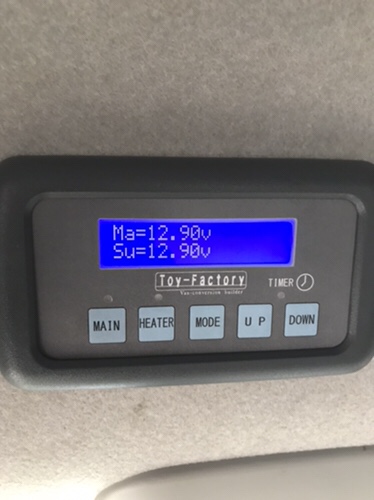 Ma=12.90v
Su=12.90v
Toy-Factory
TIMER
MAIN HEATER MODE UP DOWN